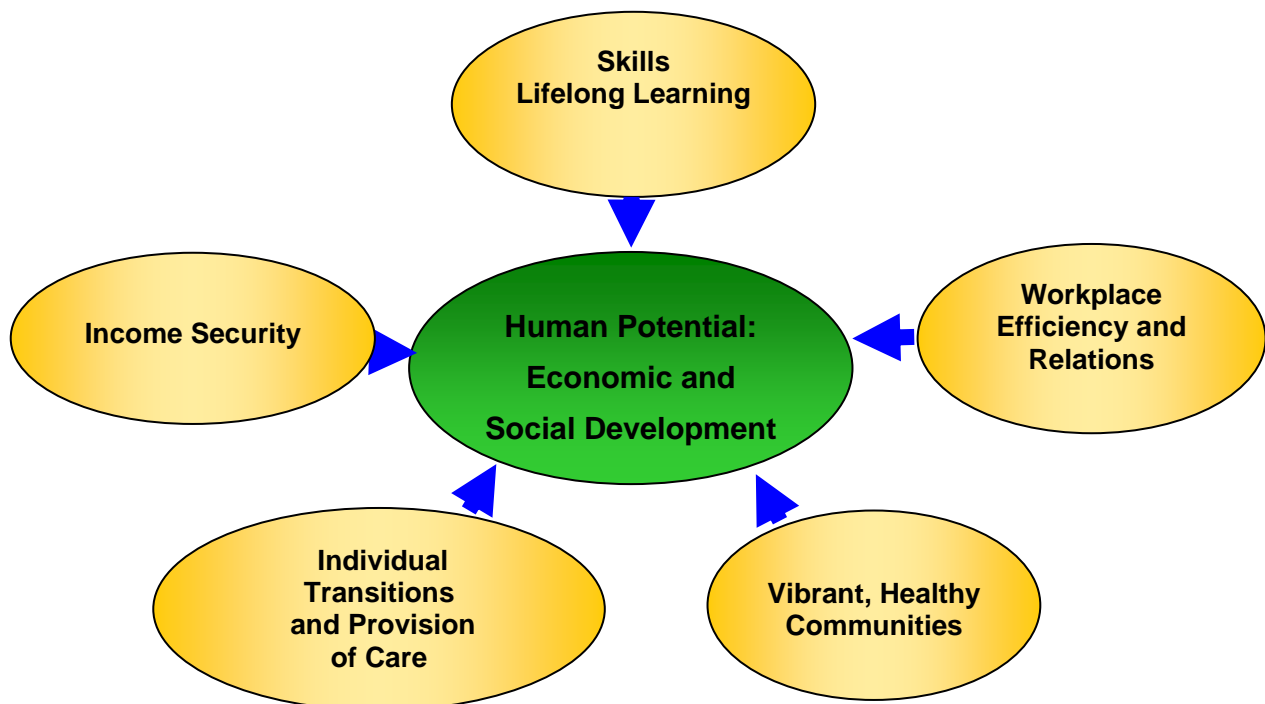 Skills
Lifelong Learning
Income Security
Human Potential:
Economic and
Social Development
Workplace
Efficiency and
Relations
Individual
Transitions
and Provision
of Care
Vibrant, Healthy
Communities